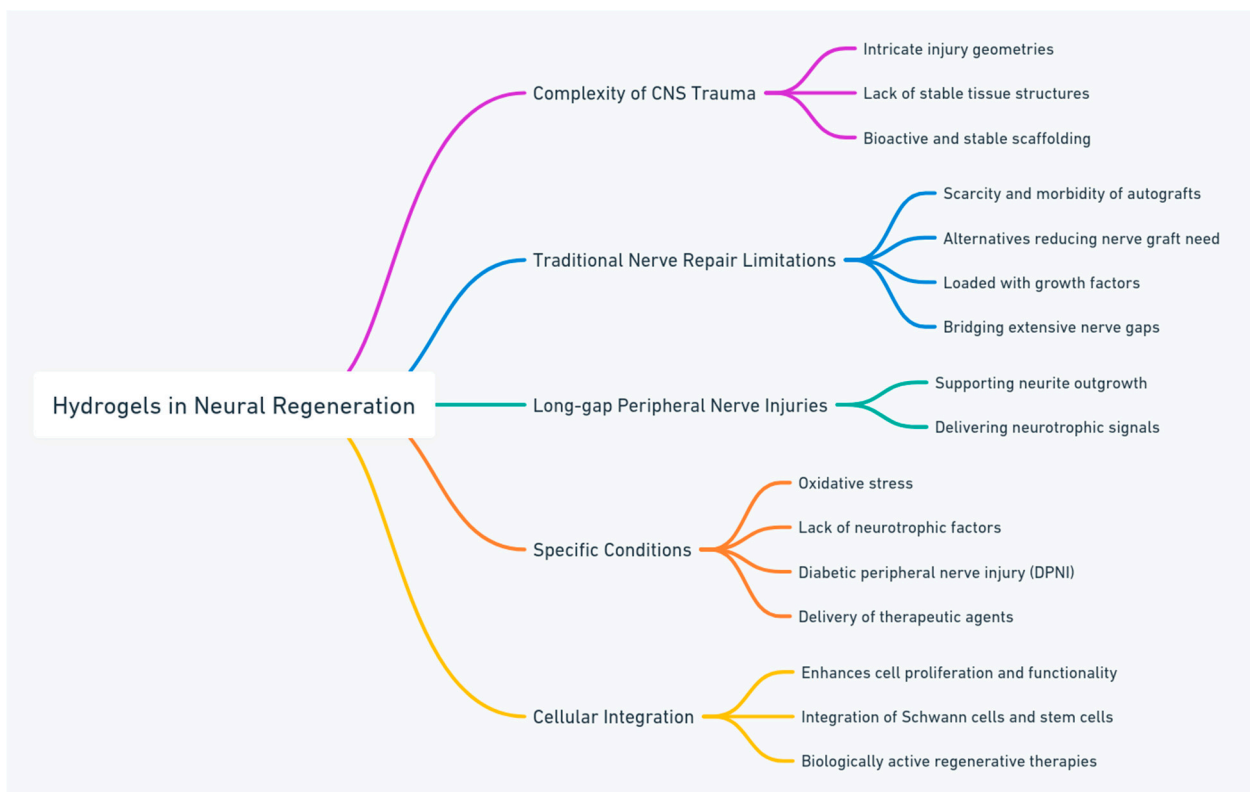 Hydrogels in Neural Regeneration
Complexity of CNS Trauma
Intricate injury geometries
Lack of stable tissue structures
Bioactive and stable scaffolding
Traditional Nerve Repair Limitations
Scarcity and morbidity of autografts
Alternatives reducing nerve graft need
Loaded with growth factors
Bridging extensive nerve gaps
Long-gap Peripheral Nerve Injuries
Supporting neurite outgrowth
Delivering neurotrophic signals
Specific Conditions
Oxidative stress
Lack of neurotrophic factors
Diabetic peripheral nerve injury (DPNI)
Delivery of therapeutic agents
Cellular Integration
Enhances cell proliferation and functionality
Integration of Schwann cells and stem cells
Biologically active regenerative therapies